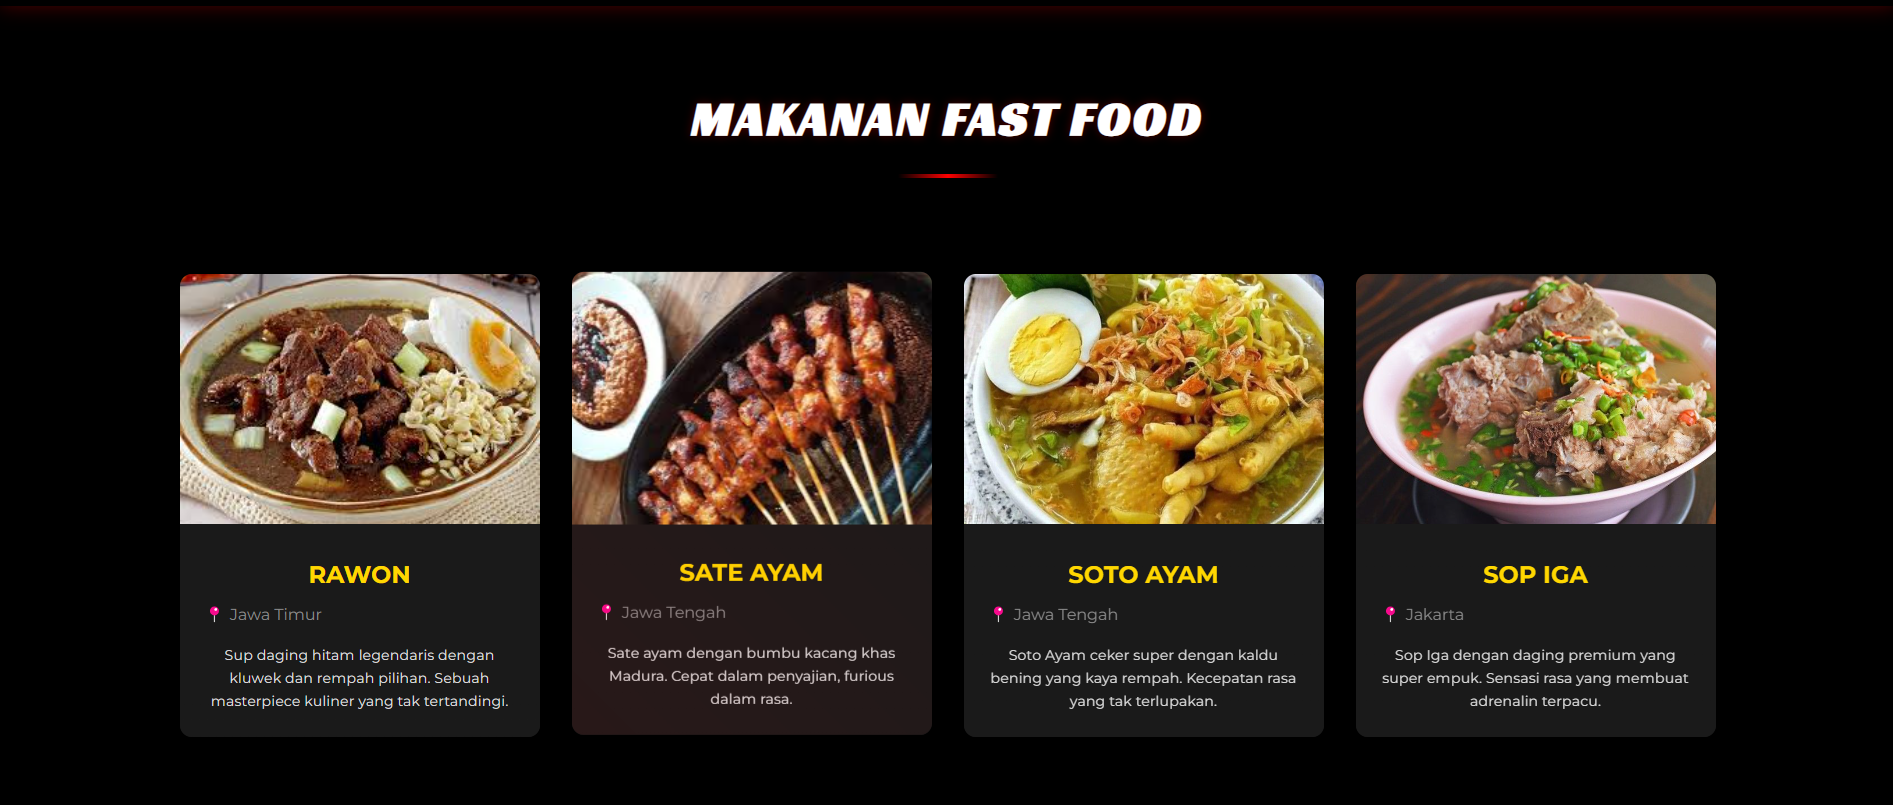 MAKANAN FAST FOOD
RAWON
📍 Jawa Timur
Sup daging hitam legendaris dengan
kluwek dan rempah pilihan. Sebuah
masterpiece kuliner yang tak tertandingi.
SATE AYAM
📍 Jawa Tengah
Sate ayam dengan bumbu kacang khas
Madura. Cepat dalam penyajian, furious
dalam rasa.
SOTO AYAM
📍 Jawa Tengah
Soto Ayam ceker super dengan kaldu
bening yang kaya rempah. Kecepatan rasa
yang tak terlupakan.
SOP IGA
📍 Jakarta
Sop Iga dengan daging premium yang
super empuk. Sensasi rasa yang membuat
adrenalin terpacu.